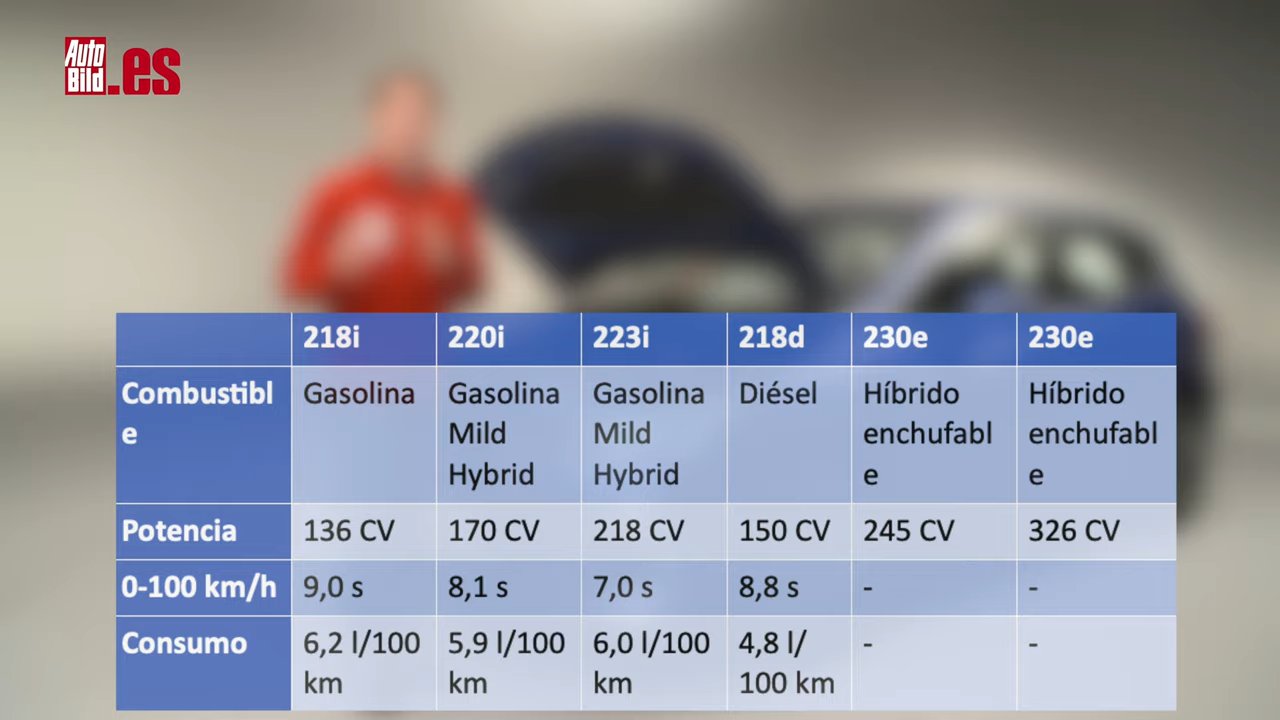 Auto
Bild.es
218i 220i 223i 218d 230e 230e
Combustibl
e
Gasolina
Gasolina
Mild
Hybrid
Gasolina
Mild
Hybrid
Diésel
Híbrido
enchufabl
e
Híbrido
enchufabl
e
Potencia 136 CV 170 CV 218 CV 150 CV 245 CV 326 CV
0-100 km/h 9,0 s 8,1 s 7,0 s 8,8 s - -
Consumo
6,2 l/100
km
5,9 l/100
km
6,0 l/100
km
4,8 l/
100 km
-
-